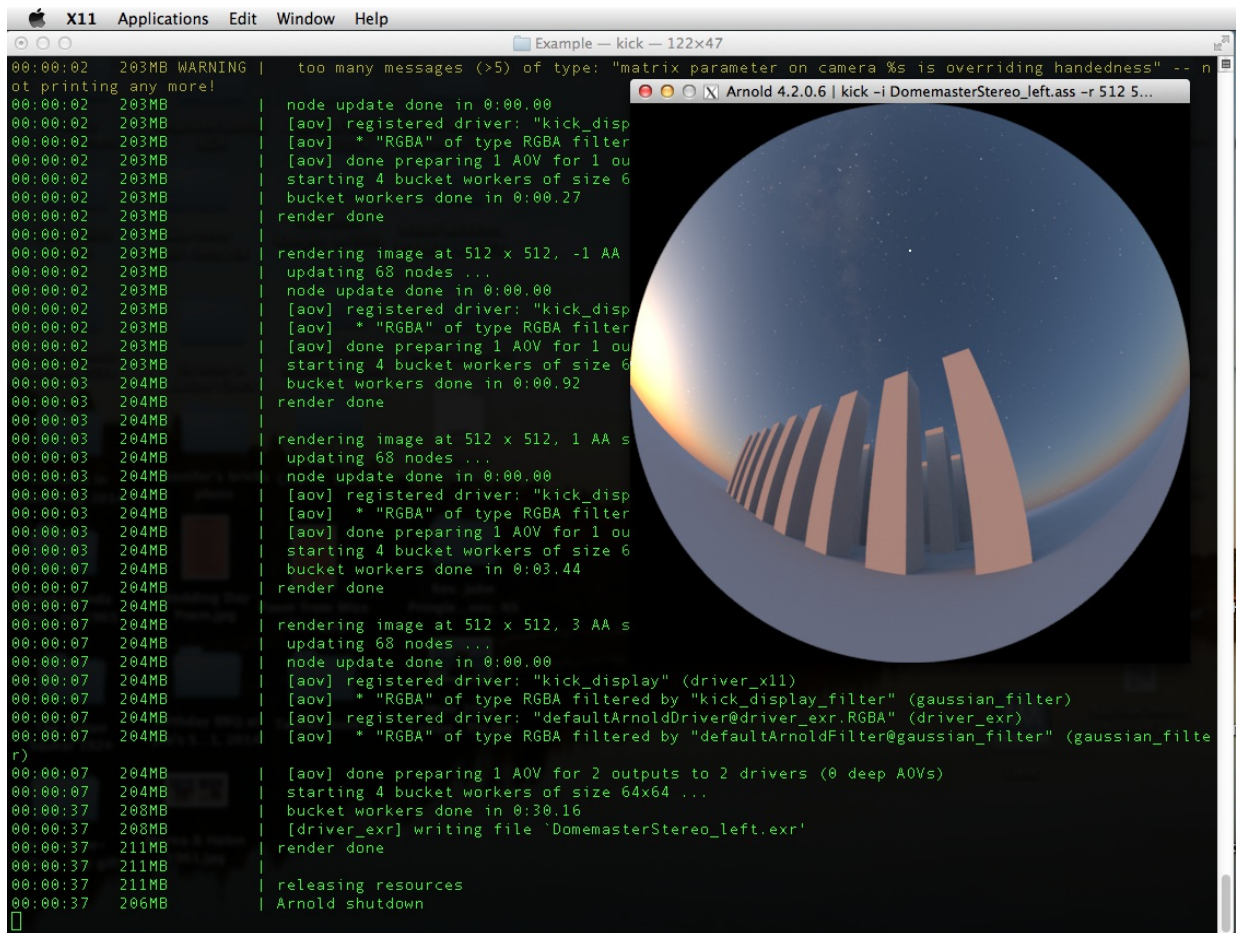 X11 Applications Edit Window Help
Example — kick — 122×47
00:00:02 203MB WARNING | too many messages (>5) of type: "matrix parameter on camera %s is overriding handedness" -- n
ot printing any more!
Arnold 4.2.0.6 | kick -i DomemasterStereo_left.ass -r 512 5...
00:00:02 203MB | node update done in 0:00.00
00:00:02 203MB | [aov] registered driver: "kick_disp
00:00:02 203MB | [aov] * "RGBA" of type RGBA filter
00:00:02 203MB | [aov] done preparing 1 AOV for 1 ou
00:00:02 203MB | starting 4 bucket workers of size 6
00:00:02 203MB | bucket workers done in 0:00.27
00:00:02 203MB | render done
00:00:02 203MB |
00:00:02 203MB | rendering image at 512 x 512, -1 AA
00:00:02 203MB | updating 68 nodes ...
00:00:02 203MB | node update done in 0:00.00
00:00:02 203MB | [aov] registered driver: "kick_disp
00:00:02 203MB | [aov] * "RGBA" of type RGBA filter
00:00:02 203MB | [aov] done preparing 1 AOV for 1 ou
00:00:02 203MB | starting 4 bucket workers of size 6
00:00:03 204MB | bucket workers done in 0:00.92
00:00:03 204MB | render done
00:00:03 204MB |
00:00:03 204MB | rendering image at 512 x 512, 1 AA s
00:00:03 204MB | updating 68 nodes ...
00:00:03 204MB | node update done in 0:00.00
00:00:03 204MB | [aov] registered driver: "kick_disp
00:00:03 204MB | [aov] * "RGBA" of type RGBA filter
00:00:03 204MB | [aov] done preparing 1 AOV for 1 ou
00:00:03 204MB | starting 4 bucket workers of size 6
00:00:07 204MB | bucket workers done in 0:03.44
00:00:07 204MB | render done
00:00:07 204MB |
00:00:07 204MB | rendering image at 512 x 512, 3 AA s
00:00:07 204MB | updating 68 nodes ...
00:00:07 204MB | node update done in 0:00.00
00:00:07 204MB | [aov] registered driver: "kick_display" (driver_x11)
00:00:07 204MB | [aov] * "RGBA" of type RGBA filtered by "kick_display_filter" (gaussian_filter)
00:00:07 204MB | [aov] registered driver: "defaultArnoldDriver@driver_exr.RGBA" (driver_exr)
00:00:07 204MB | [aov] * "RGBA" of type RGBA filtered by "defaultArnoldFilter@gaussian_filter" (gaussian_filte
r)
00:00:07 204MB | [aov] done preparing 1 AOV for 2 outputs to 2 drivers (0 deep AOVs)
00:00:07 204MB | starting 4 bucket workers of size 64x64 ...
00:00:37 208MB | bucket workers done in 0:30.16
00:00:37 208MB | [driver_exr] writing file `DomemasterStereo_left.exr'
00:00:37 211MB | render done
00:00:37 211MB |
00:00:37 211MB | releasing resources
00:00:37 206MB | Arnold shutdown